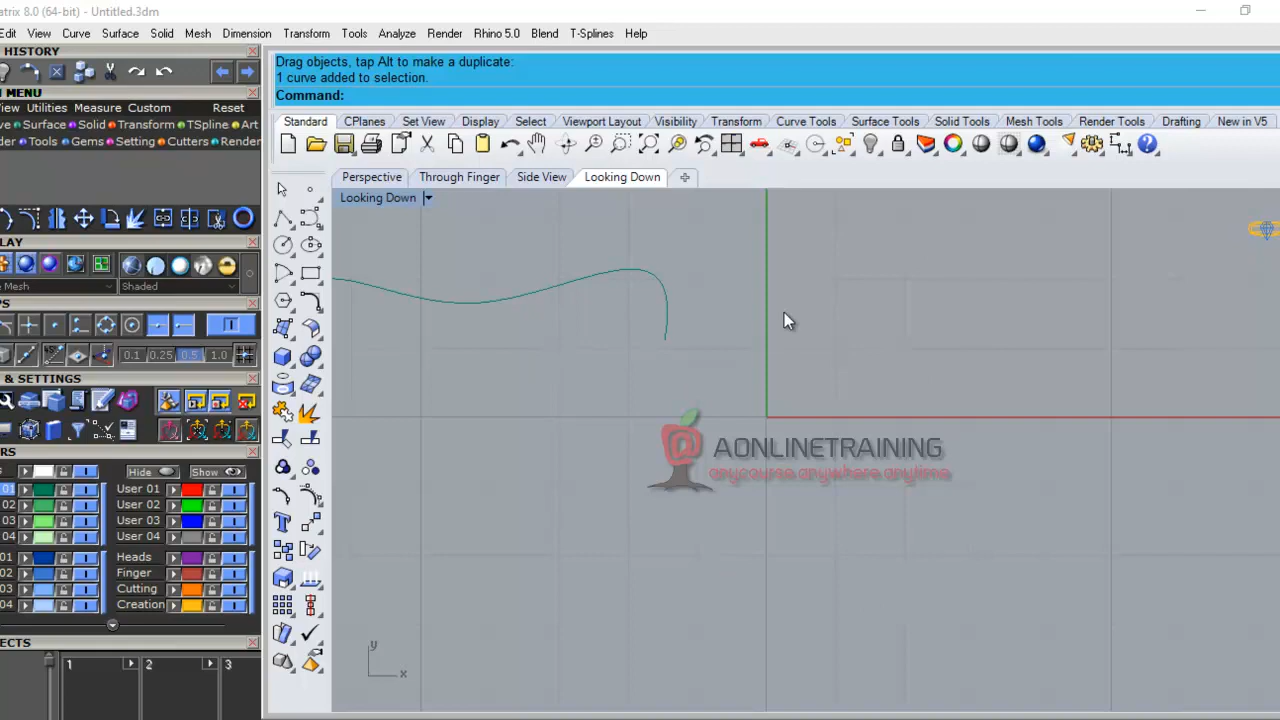 atrix 8.0 (64-bit) - Untitled.3dm
Edit View Curve Surface Solid Mesh Dimension Transform Tools Analyze Render Rhino 5.0 Blend V-Splines Help
HISTORY
Drag objects, tap Alt to make a duplicate:
1 curve added to selection.
Command:
MENU
View Utilities Measure Custom Reset
ve Surface Solid Transform TSpline Art
der Tools Gems Setting Cutters Render
Standard CPlanes Set View Display Select Viewport Layout Visibility Transform Curve Tools Surface Tools Solid Tools Mesh Tools Render Tools Drafting New in V5
Perspective Through Finger Side View Looking Down
Looking Down
LAY
Mesh Shaded
PS
0.1 0.25 0.5 1.0
& SETTINGS
ERS
Hide Show
01 User 01
02 User 02
03 User 03
04 User 04
01 Heads
02 Finger
03 Cutting
04 Creation
ECTS
1 2 3
@ AONLINETRAINING
anycourse anywhere anytime
y
x